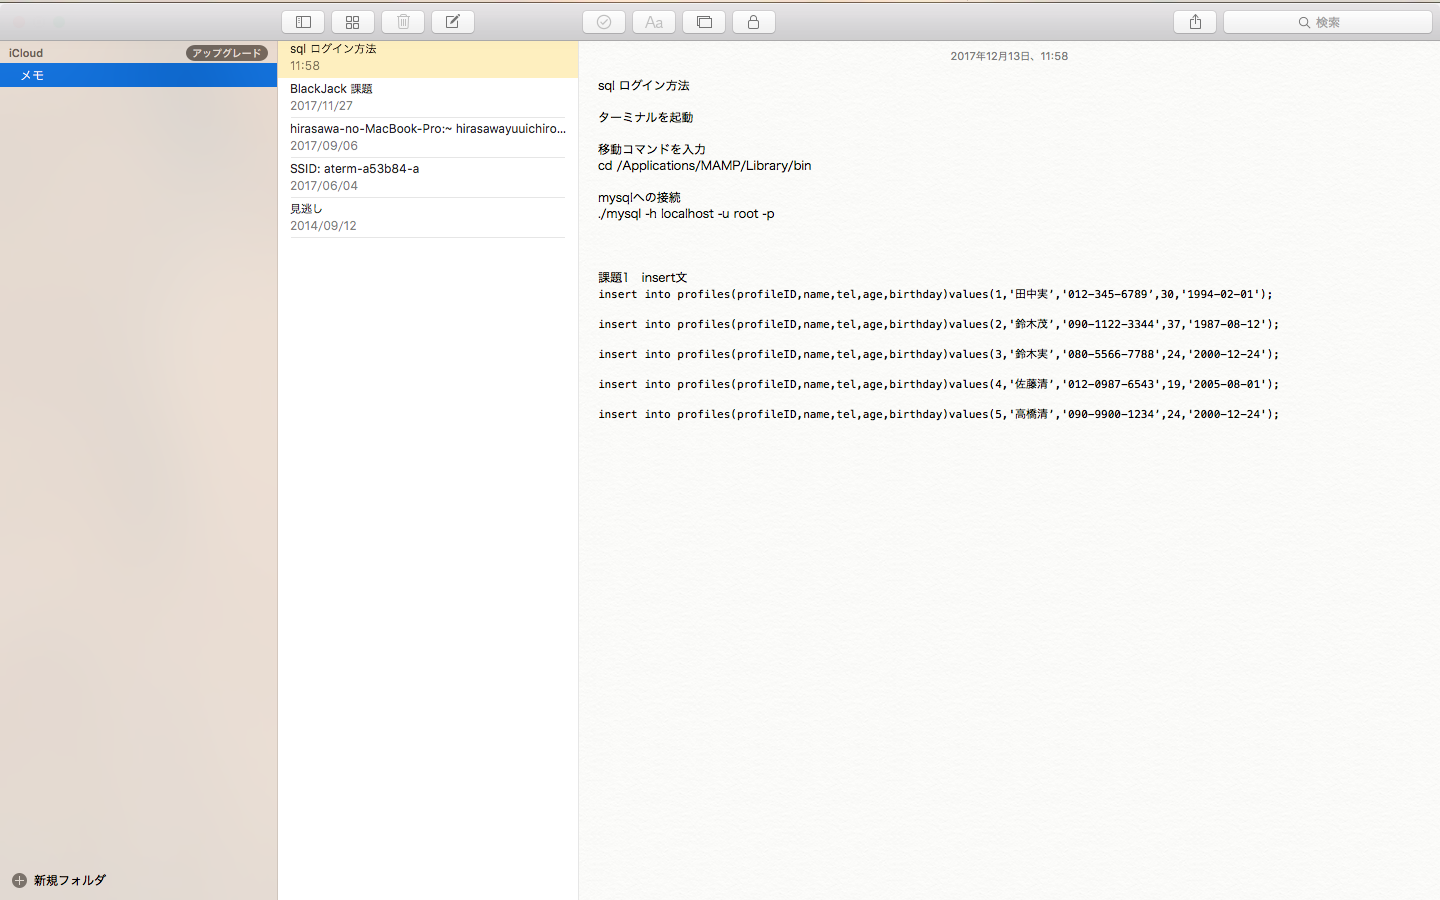 検索
iCloud
アップグレード
メモ
新規フォルダ
sql ログイン方法
11:58
BlackJack 課題
2017/11/27
hirasawa-no-MacBook-Pro:~ hirasawayuuichiro...
2017/09/06
SSID: aterm-a53b84-a
2017/06/04
見逃し
2014/09/12
2017年12月13日、11:58
sql ログイン方法
ターミナルを起動
移動コマンドを入力
cd /Applications/MAMP/Library/bin
mysqlへの接続
./mysql -h localhost -u root -p
課題1　insert文
insert into profiles(profileID,name,tel,age,birthday)values(1,'田中実','012-345-6789’,30,'1994-02-01');
insert into profiles(profileID,name,tel,age,birthday)values(2,'鈴木茂’,'090-1122-3344’,37,'1987-08-12’);
insert into profiles(profileID,name,tel,age,birthday)values(3,'鈴木実’,'080-5566-7788’,24,'2000-12-24’);
insert into profiles(profileID,name,tel,age,birthday)values(4,'佐藤清’,'012-0987-6543’,19,'2005-08-01’);
insert into profiles(profileID,name,tel,age,birthday)values(5,'高橋清’,'090-9900-1234’,24,'2000-12-24’);
Aa